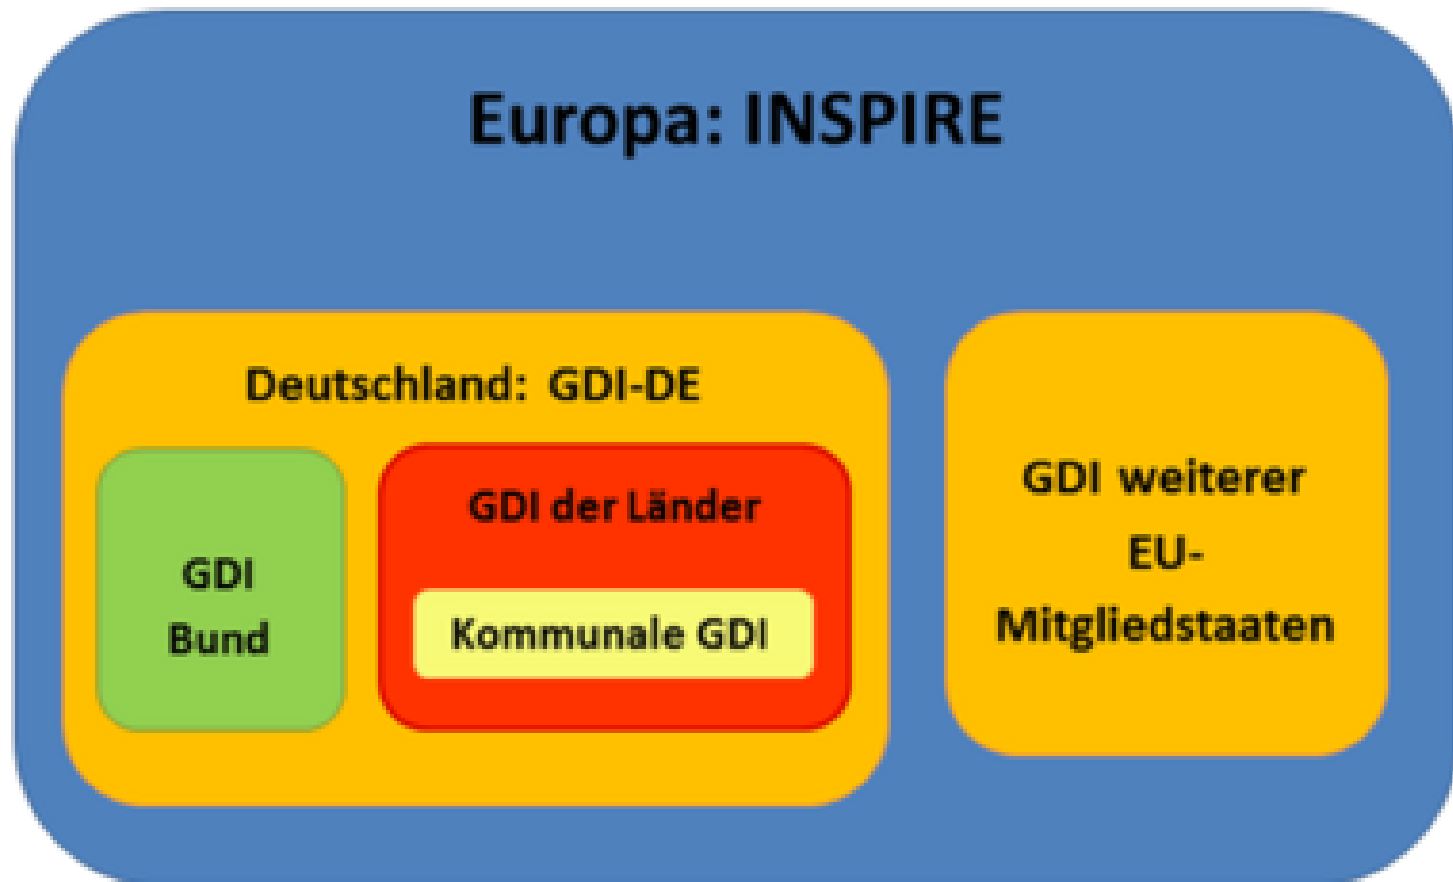 Europa: INSPIRE
Deutschland: GDI-DE
GDI
Bund
GDI der Länder
Kommunale GDI
GDI weiterer
EU-
Mitgliedstaaten